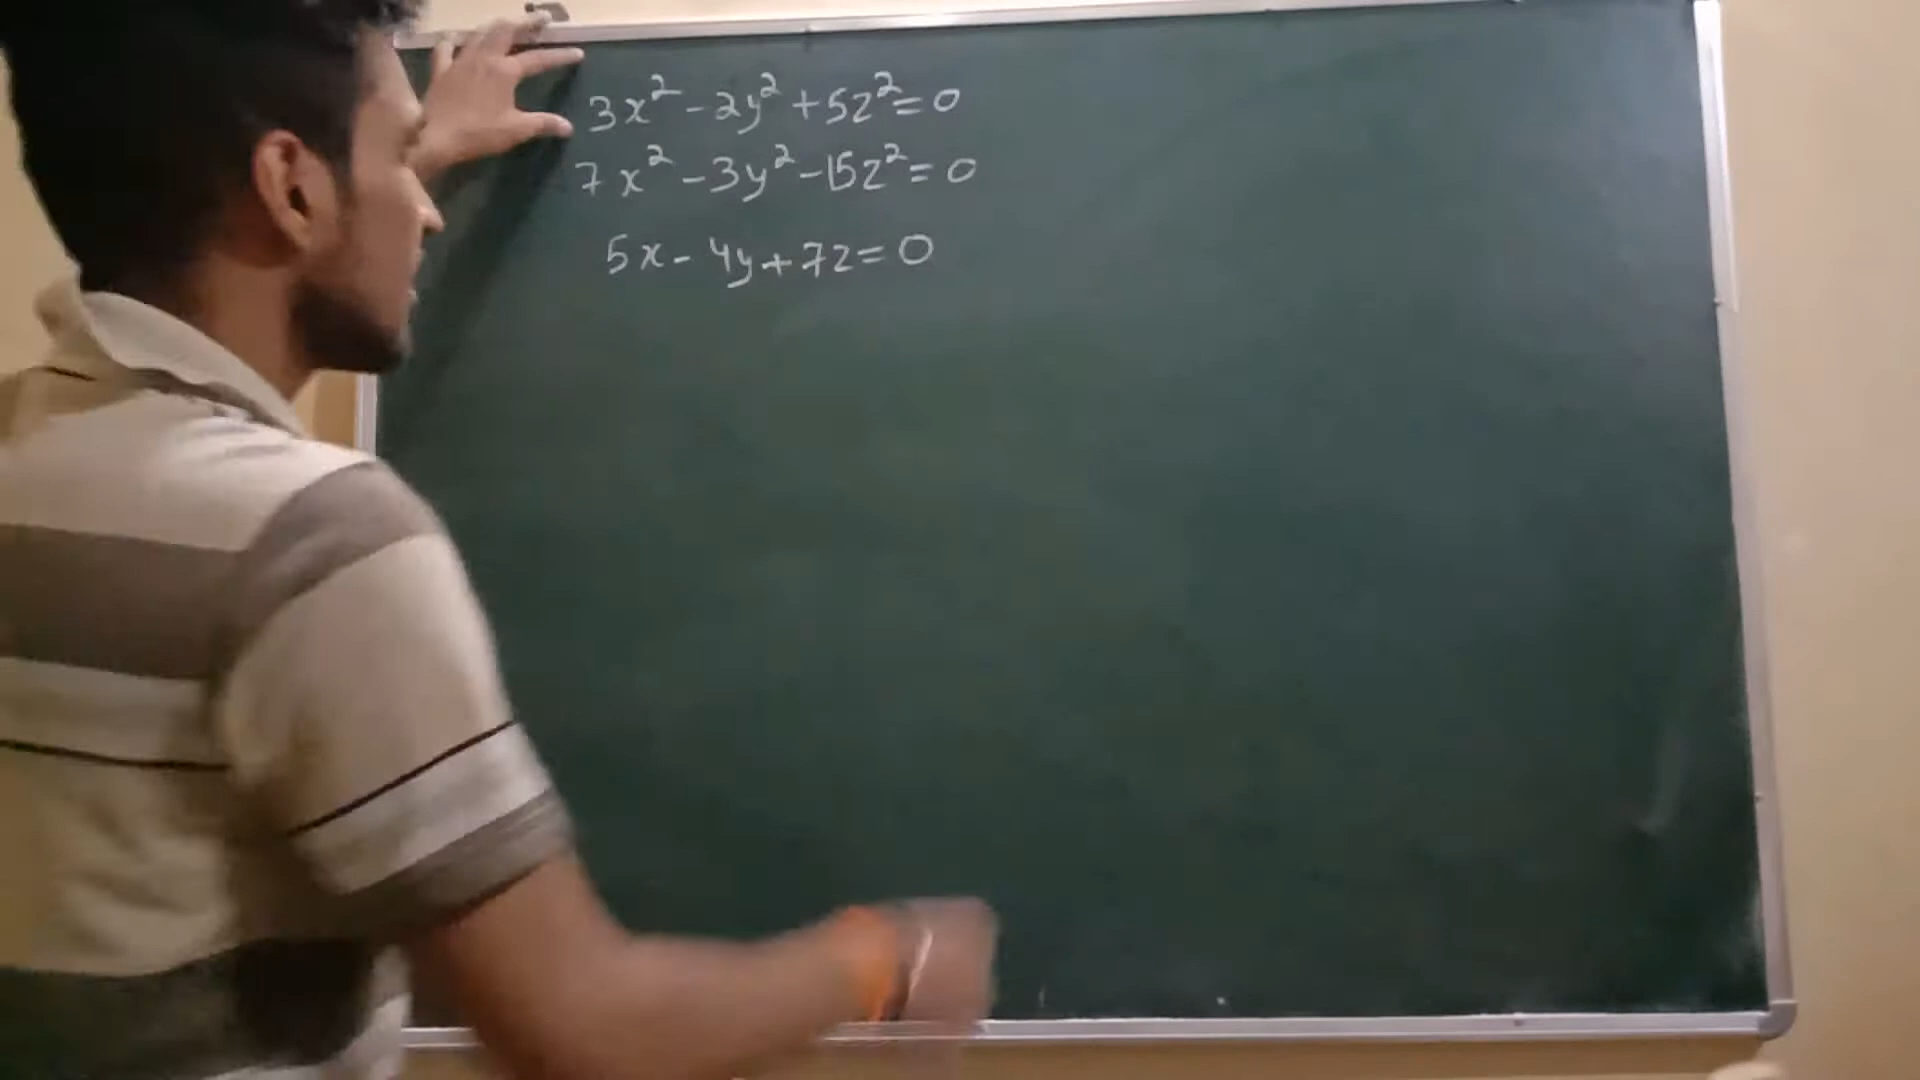 3x² - 2y² + 5z² = 0
7x² - 3y² - 15z² = 0
5x - 4y + 7z = 0